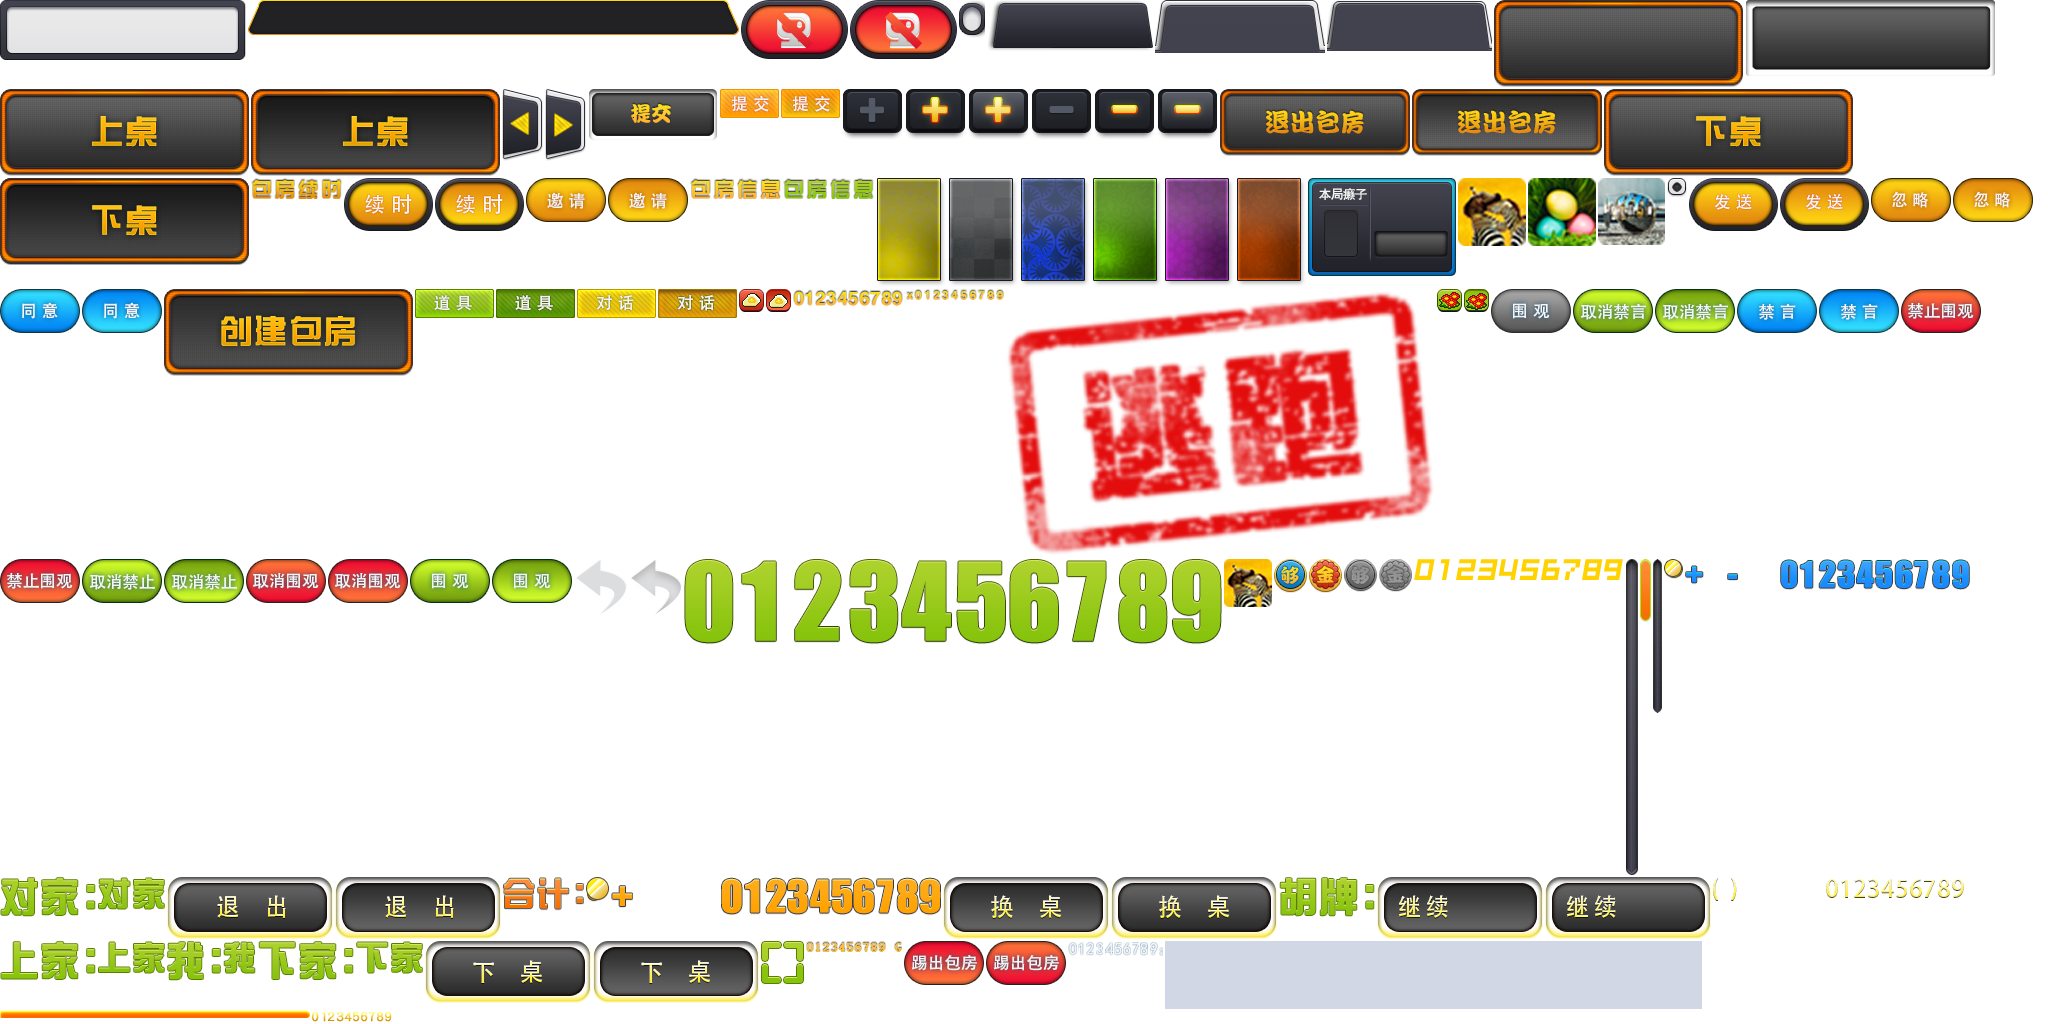 上桌 上桌 提交 提交 提交 退出包房 退出包房 下桌
下桌 包房续时 续时 续时 邀请 邀请 包房信息 包房信息 本局癞子 发送 发送 忽略 忽略
同意 同意 创建包房 道具 道具 对话 对话 0123456789 x0123456789 围观 取消禁言 取消禁言 禁言 禁言 禁止围观
逃跑
禁止围观 取消禁止 取消禁止 取消围观 取消围观 围观 围观 0123456789 够 金 够 金 0123456789 + - 0123456789
对家:对家 退出 退出 合计: + 0123456789 换桌 换桌 胡牌: 继续 继续 () 0123456789
上家:上家我:我下家:下家 下桌 下桌 0123456789 踢出包房 踢出包房 0123456789:
0123456789